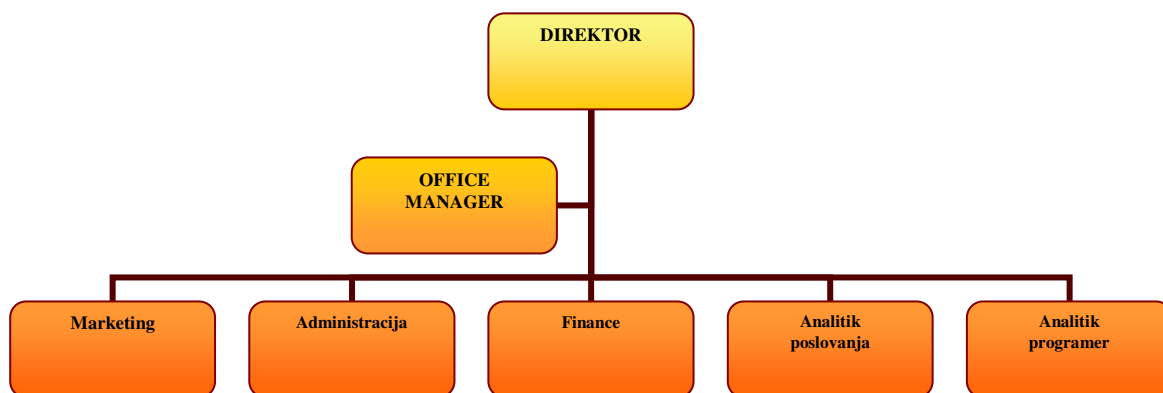 DIREKTOR
OFFICE
MANAGER
Marketing
Administracija
Finance
Analitik
poslovanja
Analitik
programer